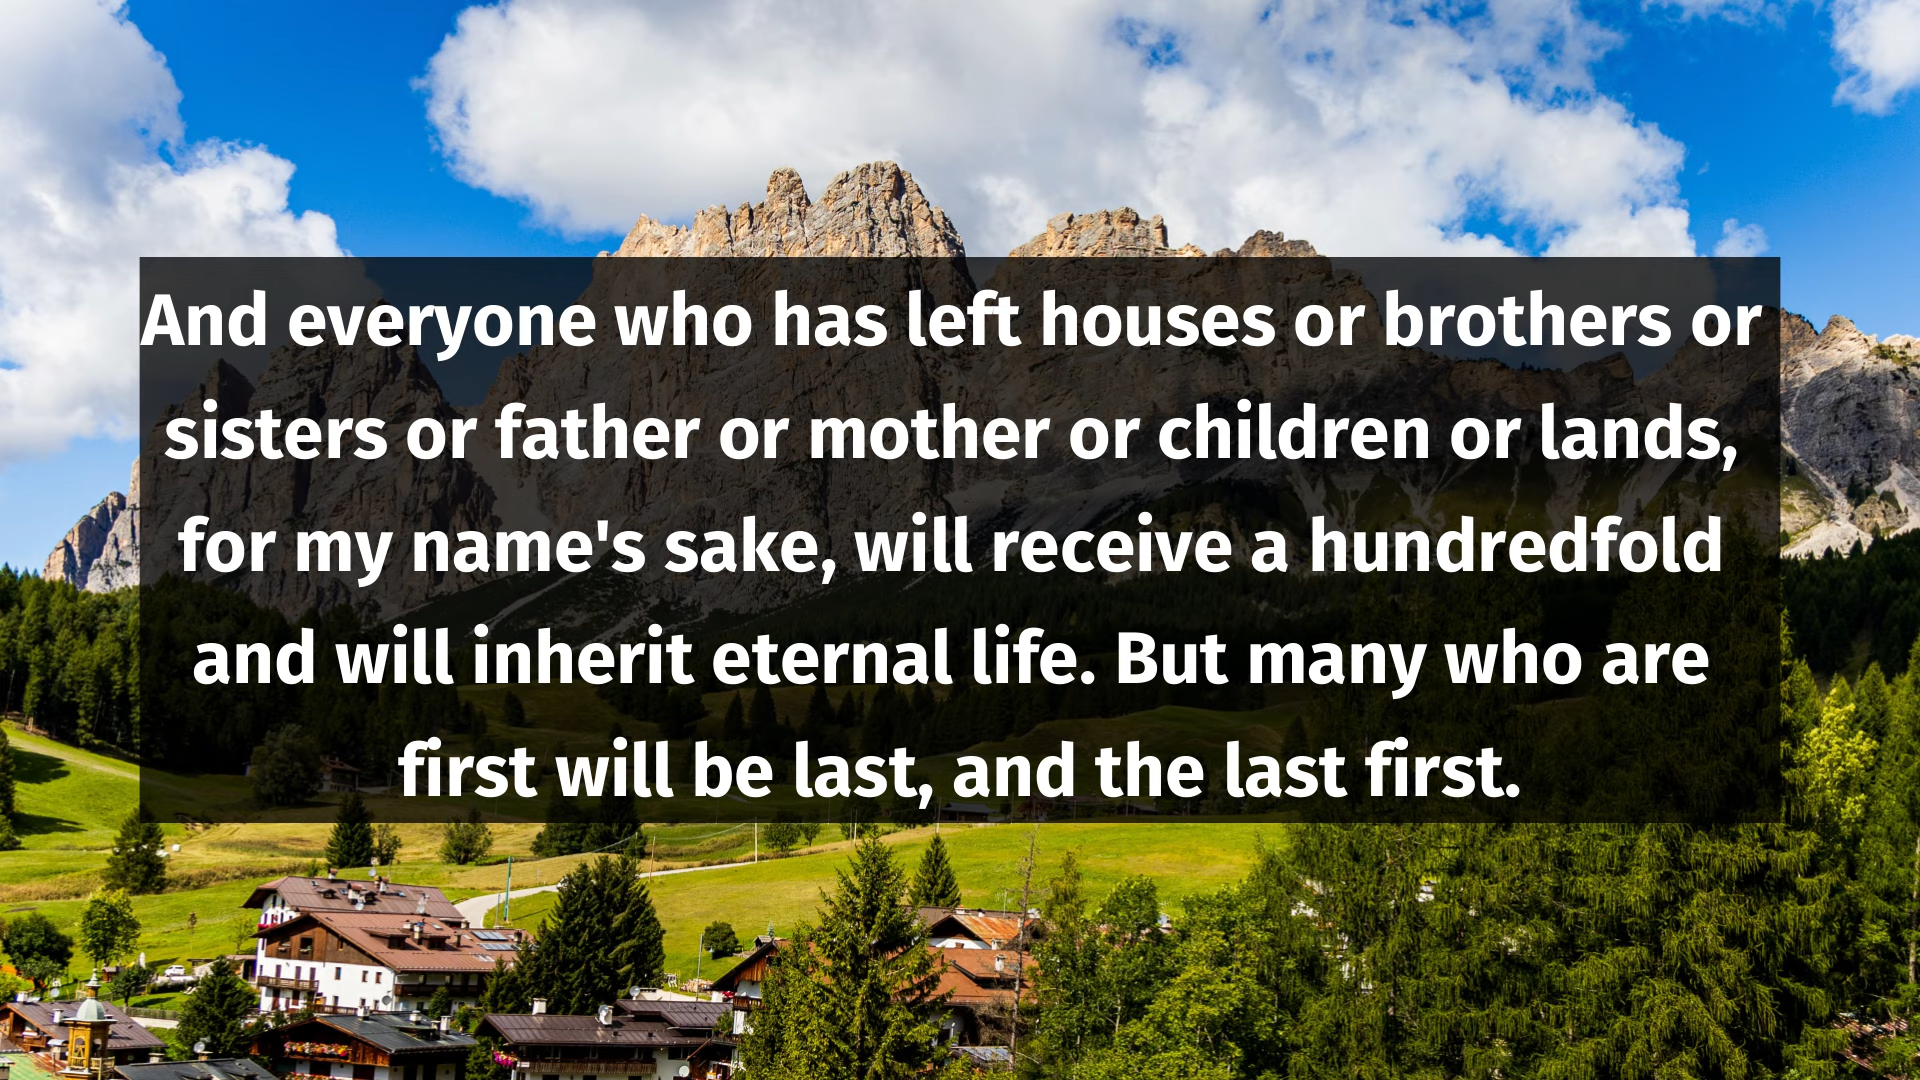 And everyone who has left houses or brothers or
sisters or father or mother or children or lands,
for my name's sake, will receive a hundredfold
and will inherit eternal life. But many who are
first will be last, and the last first.